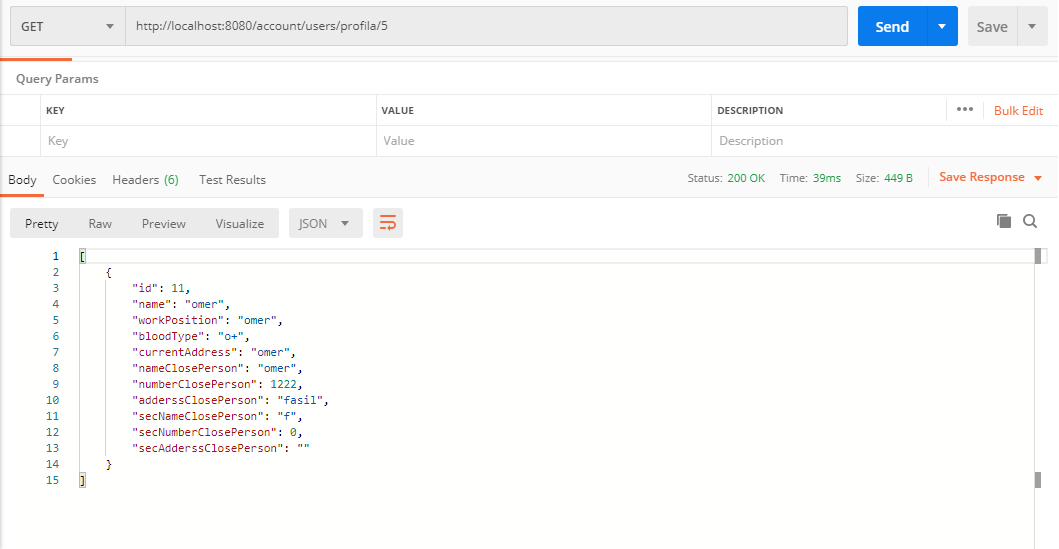 GET http://localhost:8080/account/users/profila/5 Send Save
Query Params
KEY VALUE DESCRIPTION ••• Bulk Edit
Key Value Description
Body Cookies Headers (6) Test Results Status: 200 OK Time: 39ms Size: 449 B Save Response
Pretty Raw Preview Visualize JSON
1 [
2 {
3 "id": 11,
4 "name": "omer",
5 "workPosition": "omer",
6 "bloodType": "o+",
7 "currentAddress": "omer",
8 "nameClosePerson": "omer",
9 "numberClosePerson": 1222,
10 "adderssClosePerson": "fasil",
11 "secNameClosePerson": "f",
12 "secNumberClosePerson": 0,
13 "secAdderssClosePerson": ""
14 }
15 ]